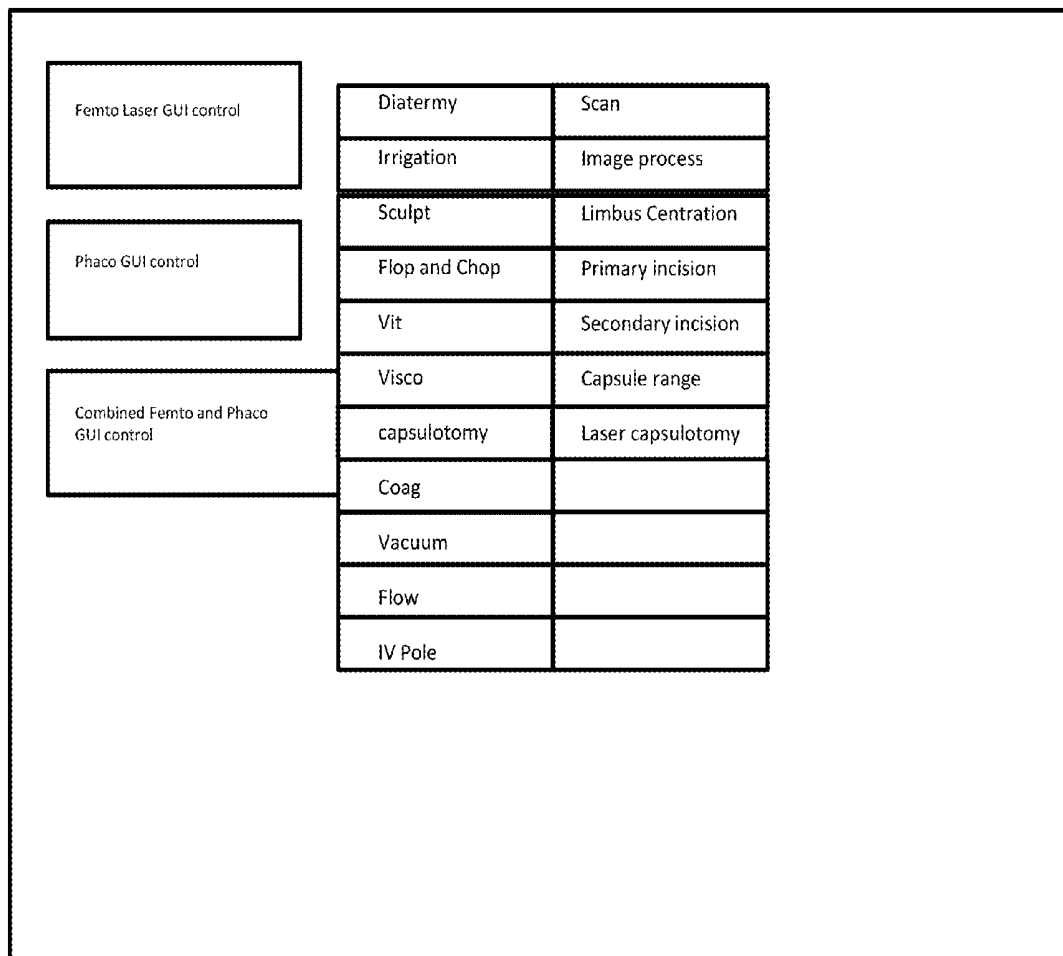 Femto Laser GUI control
Phaco GUI control
Combined Femto and Phaco
GUI control
Diatermy
Scan
Irrigation
Image process
Sculpt
Limbus Centration
Flop and Chop
Primary incision
Vit
Secondary incision
Visco
Capsule range
capsulotomy
Laser capsulotomy
Coag
Vacuum
Flow
IV Pole